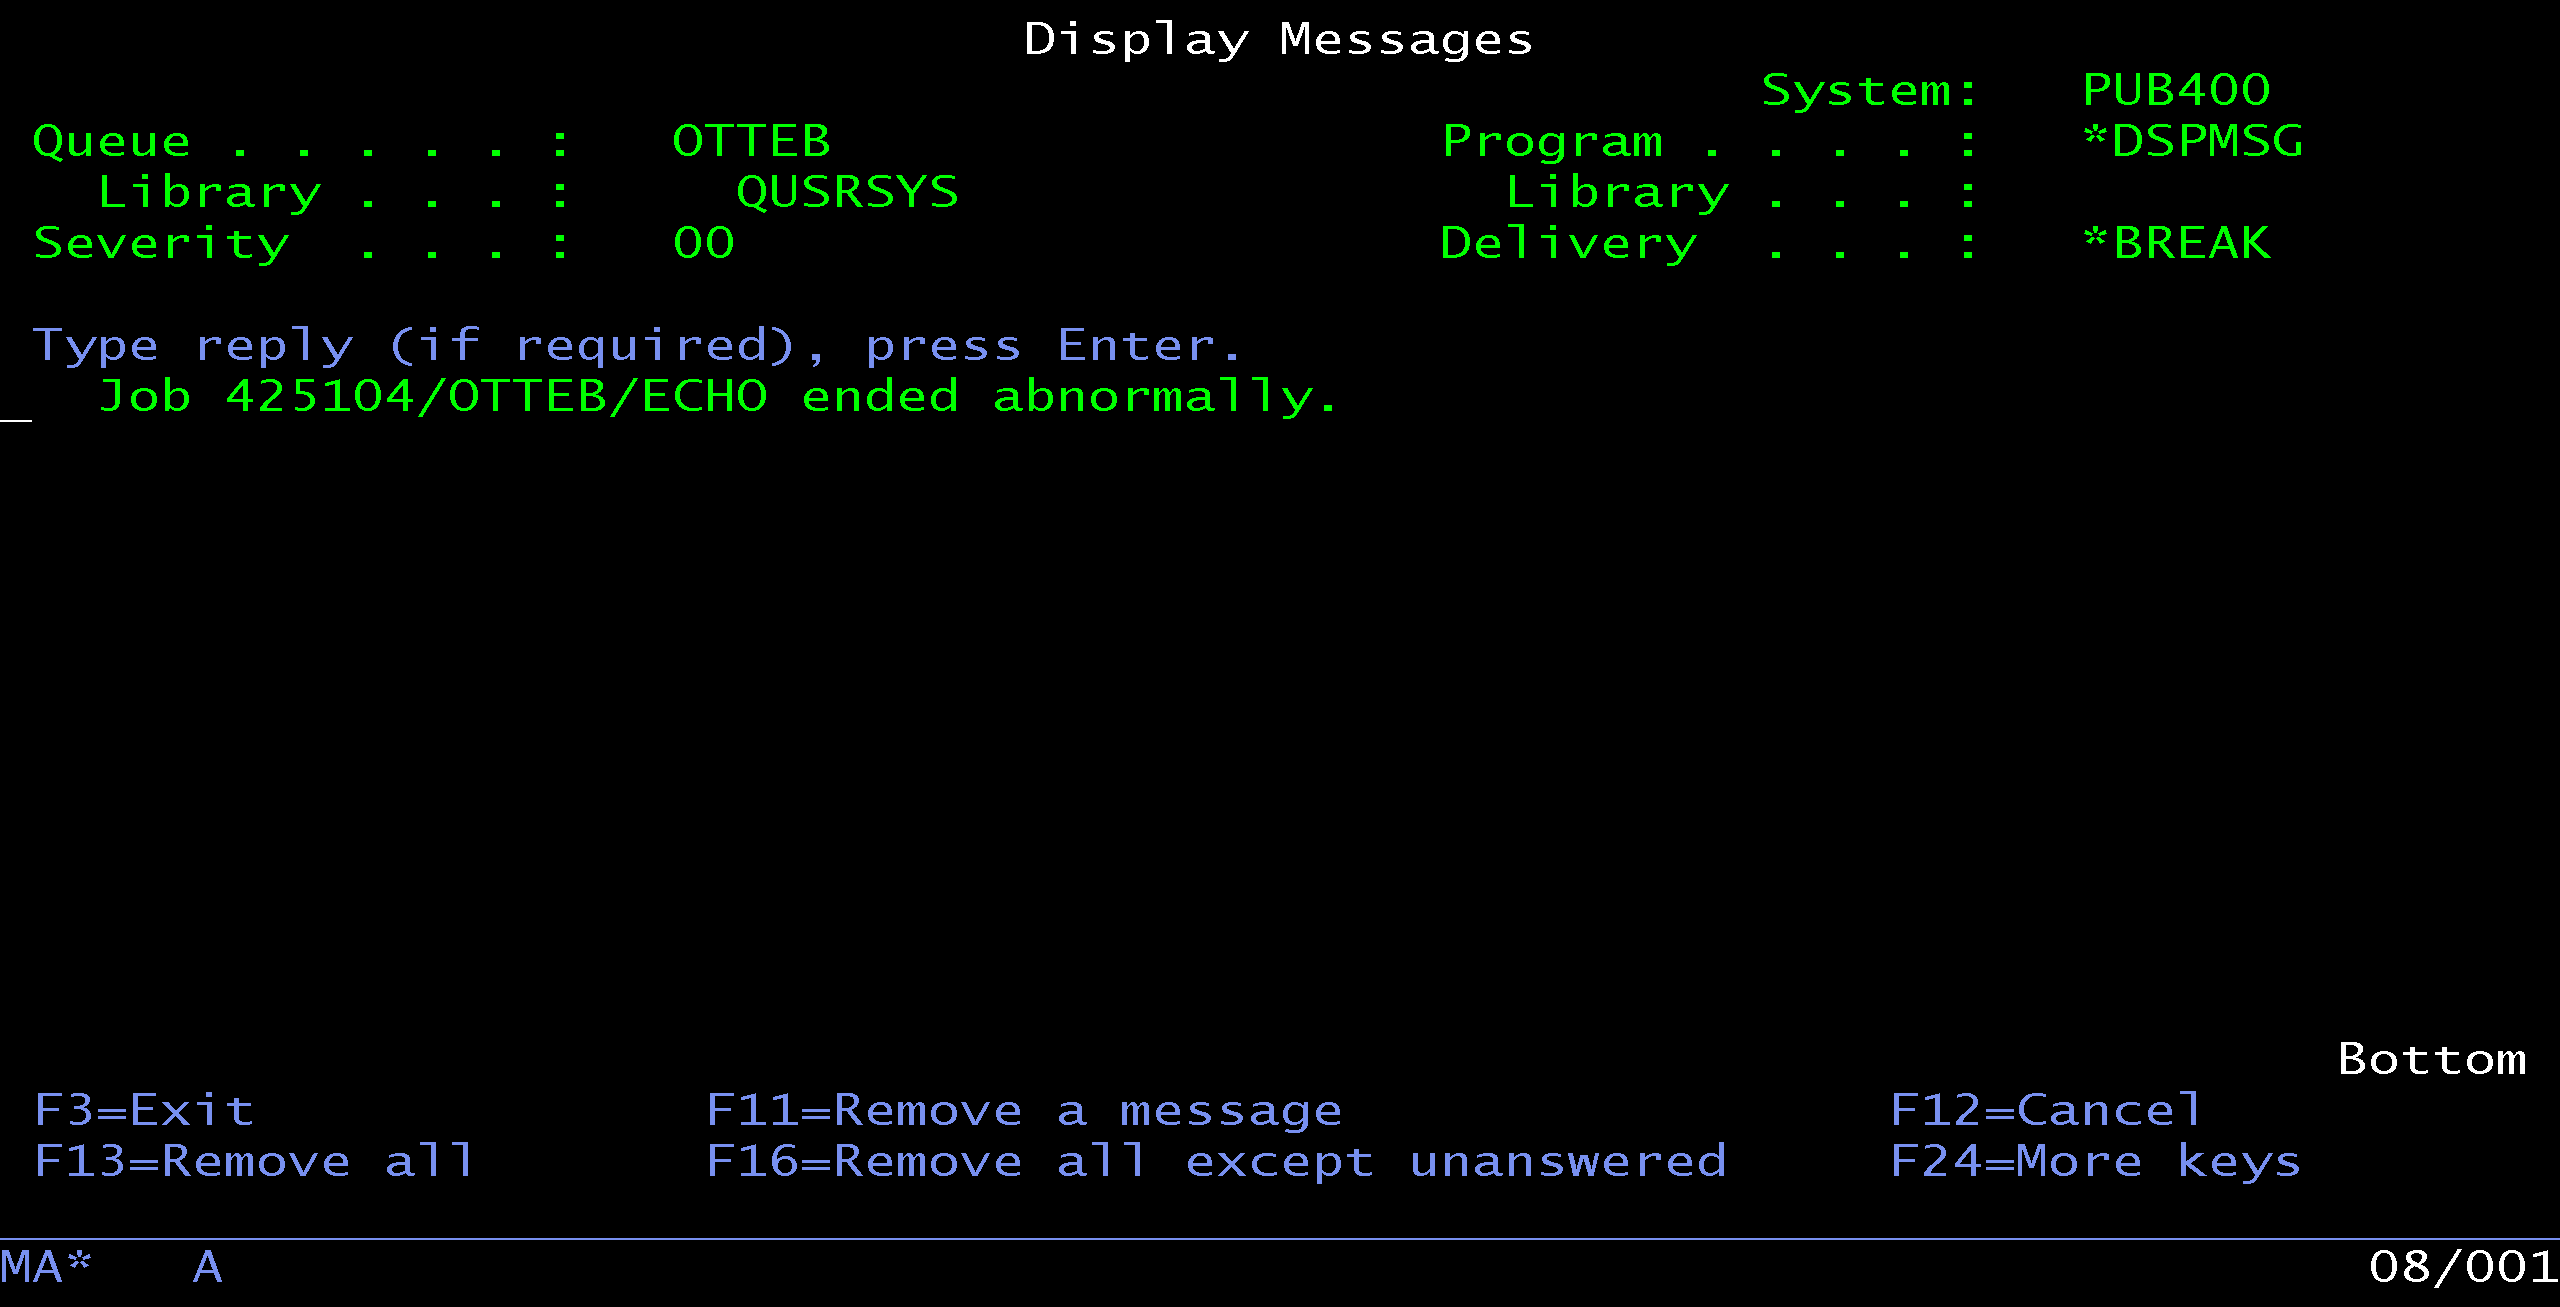 Display Messages
System: PUB400
Queue . . . . . : OTTEB Program . . . . : *DSPMSG
Library . . . : QUSRSYS Library . . . :
Severity . . . : 00 Delivery . . . : *BREAK
Type reply (if required), press Enter.
Job 425104/OTTEB/ECHO ended abnormally.
Bottom
F3=Exit F11=Remove a message F12=Cancel
F13=Remove all F16=Remove all except unanswered F24=More keys
MA* A 08/001